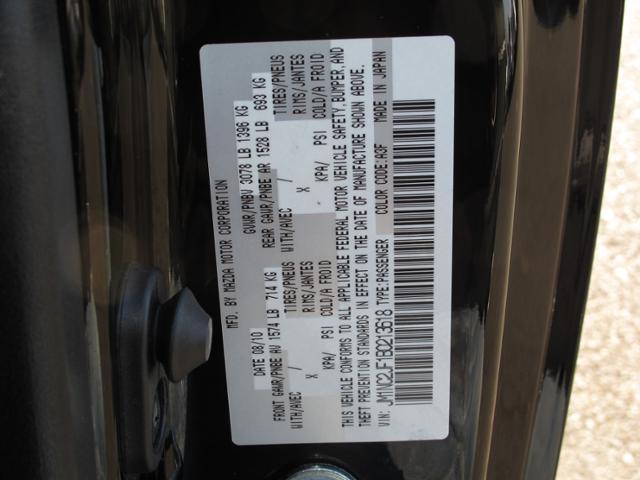 MFD. BY MAZDA MOTOR CORPORATION
08/10 GVWR/PNBV 3078 LB 1396 KG
FRONT GAWR/PNBE AV 1574 LB 714 KG REAR GAWR/PNBE AR 1528 LB 693 KG
WITH/AVEC / TIRES/PNEUS WITH/AVEC / TIRES/PNEUS
X RIMS/JANTES X RIMS/JANTES
KPA/ PSI COLD/A FROID KPA/ PSI COLD/A FROID
THIS VEHICLE CONFORMS TO ALL APPLICABLE FEDERAL MOTOR VEHICLE SAFETY, BUMPER, AND
THEFT PREVENTION STANDARDS IN EFFECT ON THE DATE OF MANUFACTURE SHOWN ABOVE.
VIN: JM1NC2JF1B0213618 TYPE:PASSENGER COLOR CODE:A3F MADE IN JAPAN